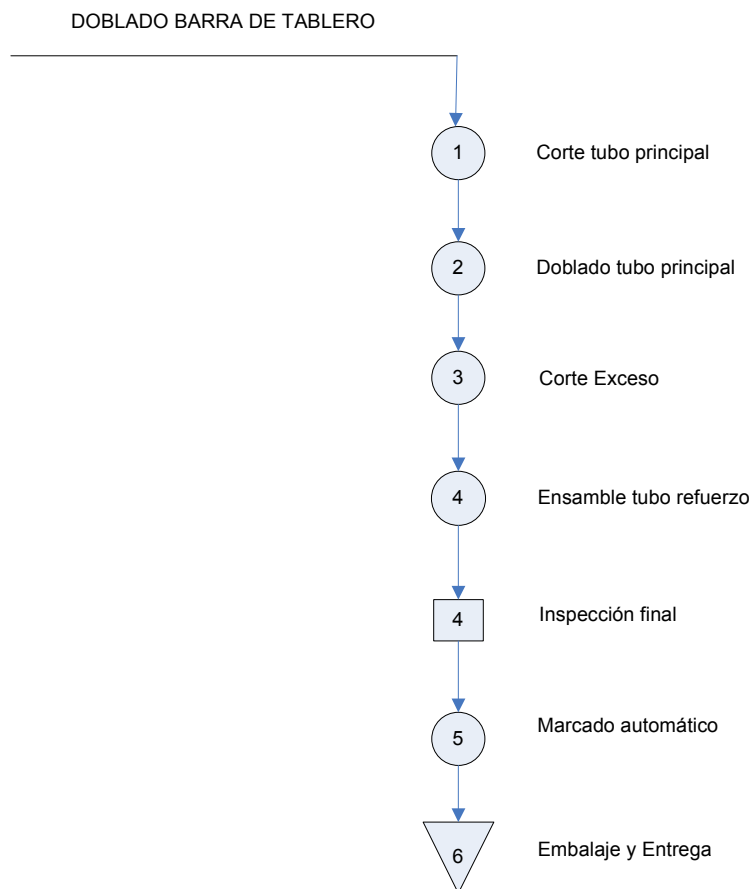 DOBLADO BARRA DE TABLERO
1 Corte tubo principal
2 Doblado tubo principal
3 Corte Exceso
4 Ensamble tubo refuerzo
4 Inspección final
5 Marcado automático
6 Embalaje y Entrega